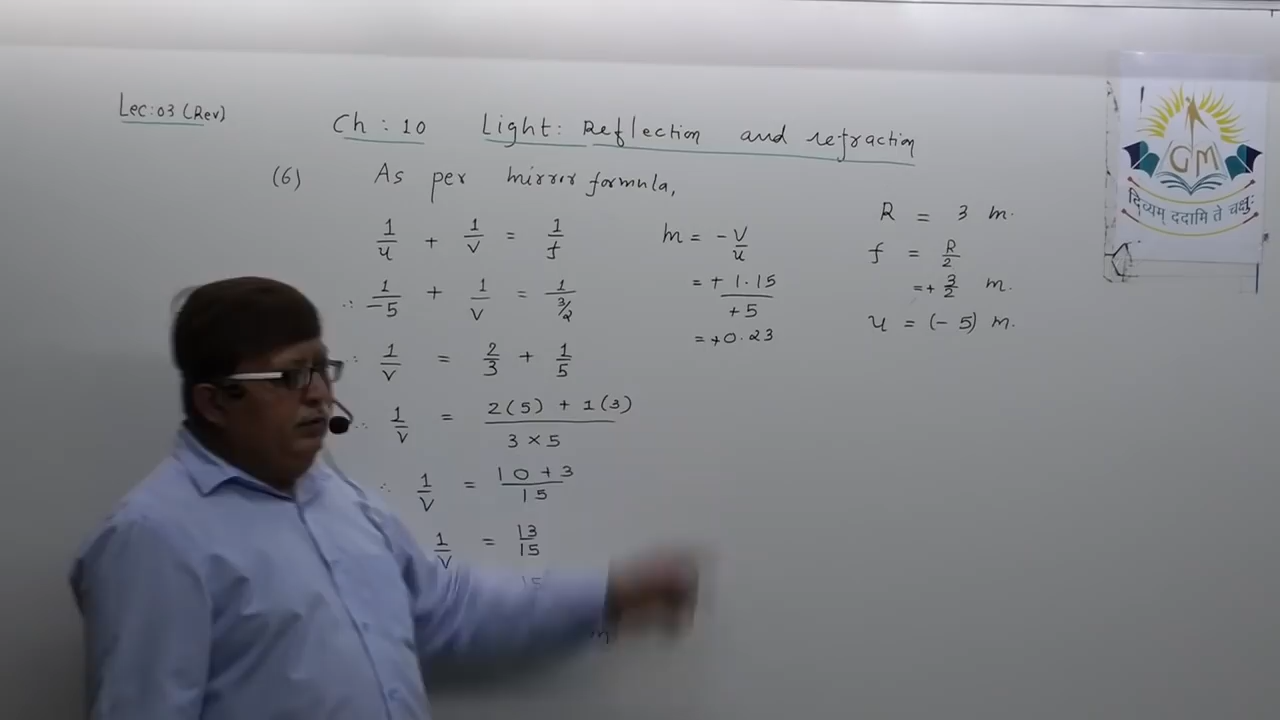 Lec:03 (Rev)
Ch : 10 Light: Reflection and refraction
(6) As per mirror formula,
1/u + 1/v = 1/f
∴ 1/-5 + 1/v = 1/(3/2)
∴ 1/v = 2/3 + 1/5
∴ 1/v = (2(5) + 1(3))/(3 × 5)
∴ 1/v = (10 + 3)/15
1/v = 13/15
15
m
m = -v/u
= +1.15/+5
= +0.23
R = 3 m.
f = R/2
= + 3/2 m.
u = (-5) m.
GM
दिव्यम् ददामि ते चक्षुः